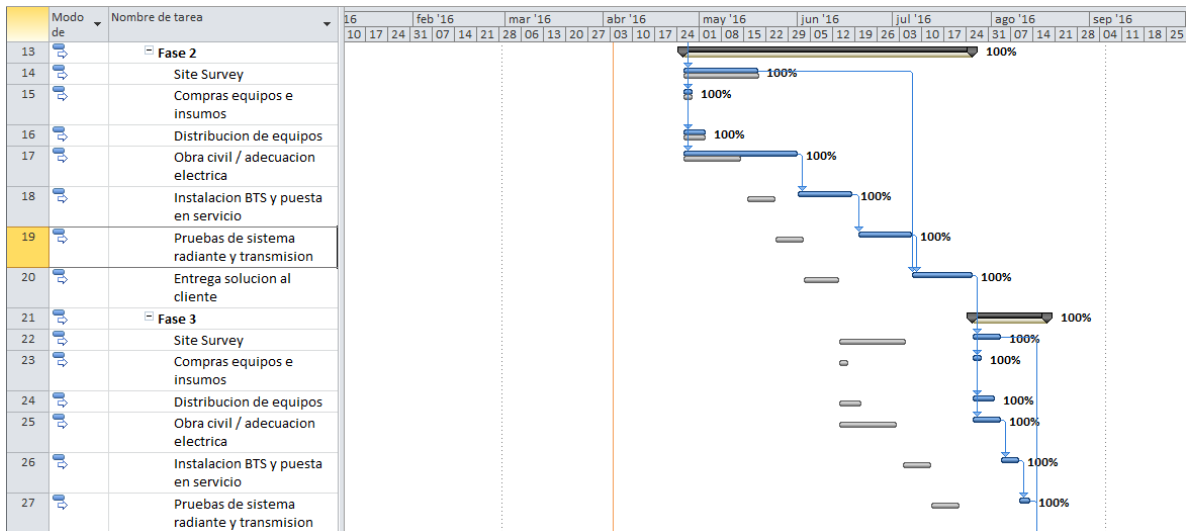 Modo de
Nombre de tarea
16 feb '16 mar '16 abr '16 may '16 jun '16 jul '16 ago '16 sep '16
10 17 24 31 07 14 21 28 06 13 20 27 03 10 17 24 01 08 15 22 29 05 12 19 26 03 10 17 24 31 07 14 21 28 04 11 18 25
13 Fase 2 100%
14 Site Survey 100%
15 Compras equipos e
insumos 100%
16 Distribucion de equipos 100%
17 Obra civil / adecuacion
electrica 100%
18 Instalacion BTS y puesta
en servicio 100%
19 Pruebas de sistema
radiante y transmision 100%
20 Entrega solucion al
cliente 100%
21 Fase 3 100%
22 Site Survey 100%
23 Compras equipos e
insumos 100%
24 Distribucion de equipos 100%
25 Obra civil / adecuacion
electrica 100%
26 Instalacion BTS y puesta
en servicio 100%
27 Pruebas de sistema
radiante y transmision 100%